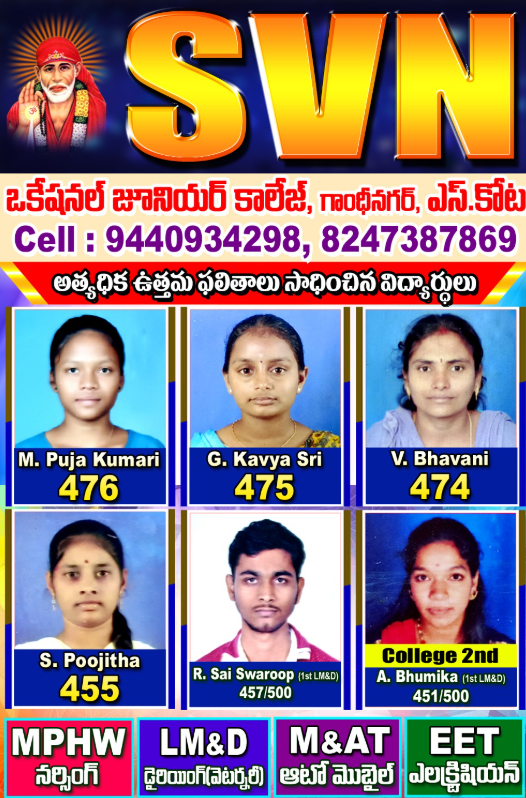 SVN
ఒకేషనల్ జూనియర్ కాలేజ్, గాంధీనగర్, ఎస్.కోట
Cell : 9440934298, 8247387869
అత్యధిక ఉత్తమ ఫలితాలు సాధించిన విద్యార్థులు
M. Puja Kumari
476
G. Kavya Sri
475
V. Bhavani
474
S. Poojitha
455
R. Sai Swaroop (1st LM&D)
457/500
College 2nd
A. Bhumika (1st LM&D)
451/500
MPHW
నర్సింగ్
LM&D
డైరీయింగ్(వెటర్నరీ)
M&AT
ఆటో మొబైల్
EET
ఎలక్ట్రీషియన్